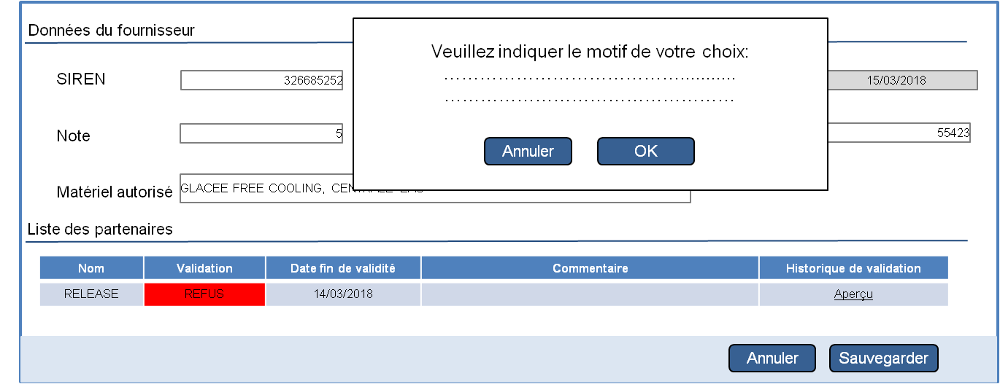 Données du fournisseur
Veuillez indiquer le motif de votre choix:
SIREN
326685252
15/03/2018
Note
5
55423
Annuler
OK
Matériel autorisé
GLACEE FREE COOLING,
Liste des partenaires
Nom Validation Date fin de validité Commentaire Historique de validation
RELEASE REFUS 14/03/2018 Aperçu
Annuler Sauvegarder